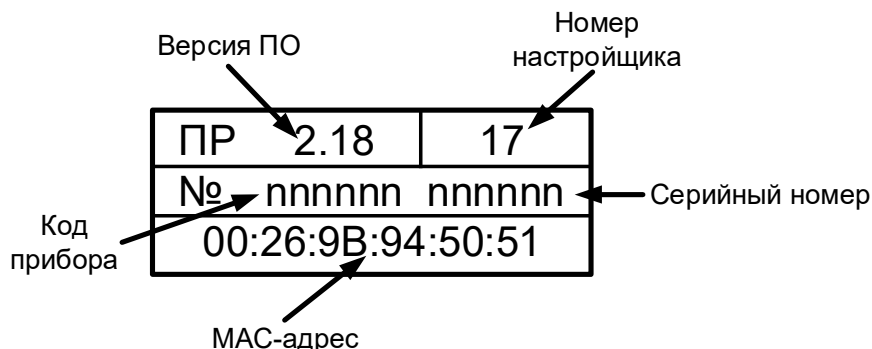 Версия ПО
Номер
настройщика
ПР 2.18 17
№ nnnnnn nnnnnn
Серийный номер
Код
прибора
00:26:9B:94:50:51
МАС-адрес